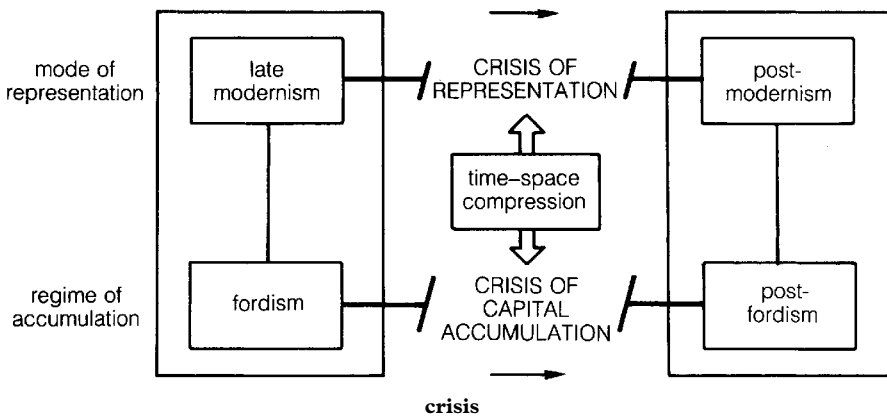 mode of
representation
late
modernism
CRISIS OF
REPRESENTATION
post-
modernism
time–space
compression
regime of
accumulation
fordism
CRISIS OF
CAPITAL
ACCUMULATION
post-
fordism
crisis